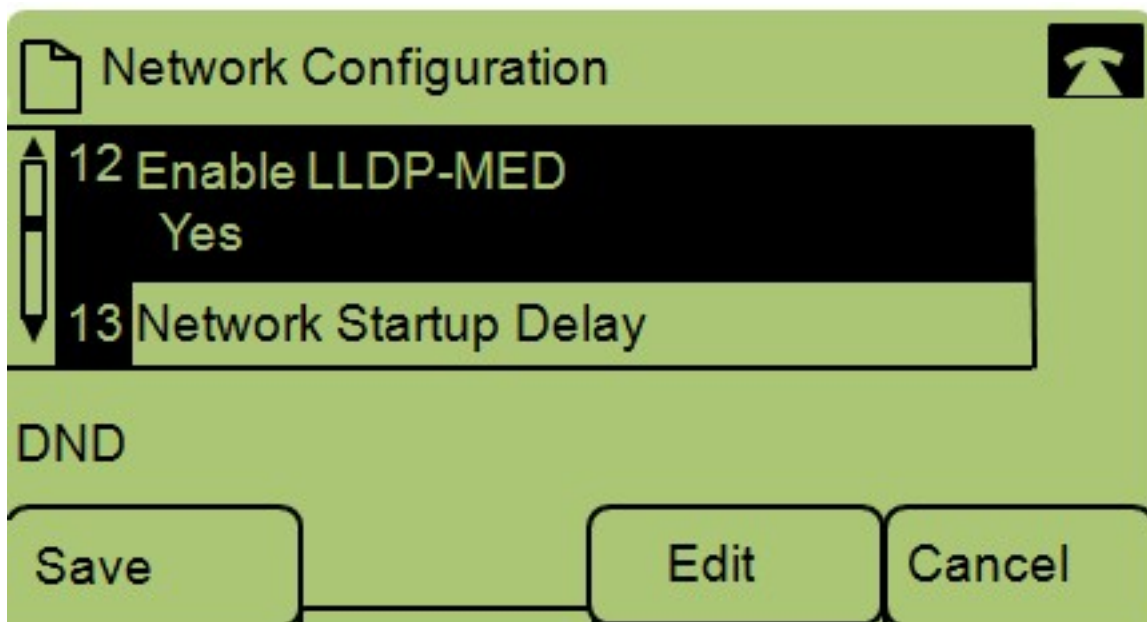 Network Configuration
12 Enable LLDP-MED
Yes
13 Network Startup Delay
DND
Save Edit Cancel